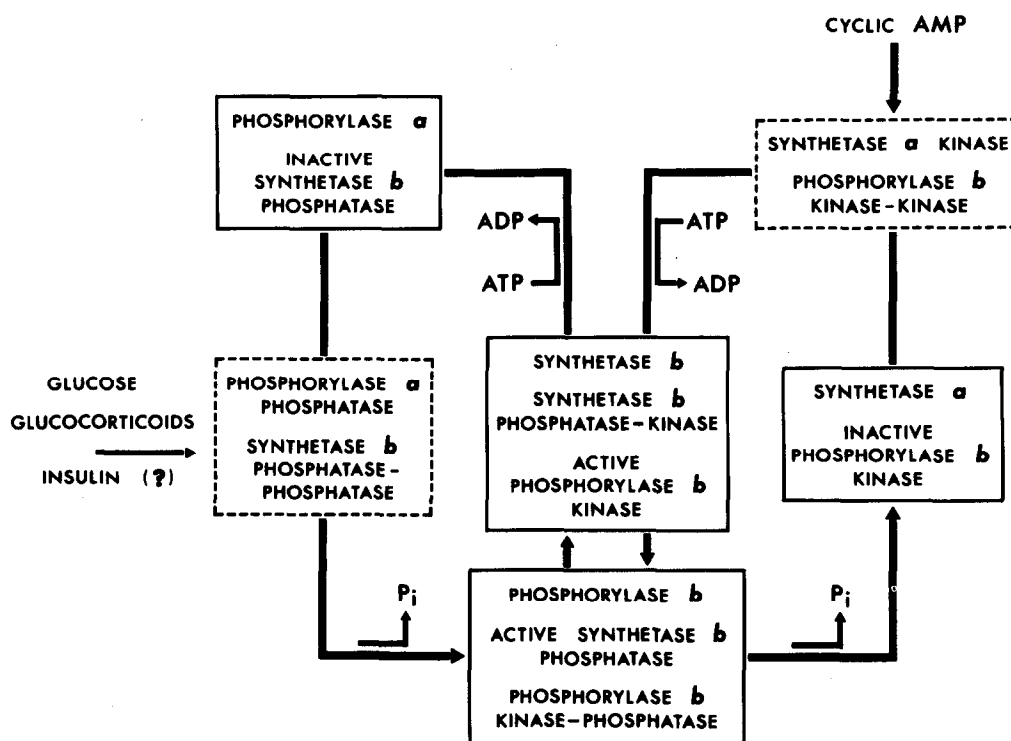 CYCLIC AMP
PHOSPHORYLASE a
INACTIVE
SYNTHETASE b
PHOSPHATASE
SYNTHETASE a KINASE
PHOSPHORYLASE b
KINASE-KINASE
ADP
ATP
ATP
ADP
GLUCOSE
GLUCOCORTICOIDS
INSULIN (?)
PHOSPHORYLASE a
PHOSPHATASE
SYNTHETASE b
PHOSPHATASE-
PHOSPHATASE
SYNTHETASE b
SYNTHETASE b
PHOSPHATASE-KINASE
ACTIVE
PHOSPHORYLASE b
KINASE
SYNTHETASE a
INACTIVE
PHOSPHORYLASE b
KINASE
Pi
PHOSPHORYLASE b
ACTIVE SYNTHETASE b
PHOSPHATASE
PHOSPHORYLASE b
KINASE-PHOSPHATASE
Pi